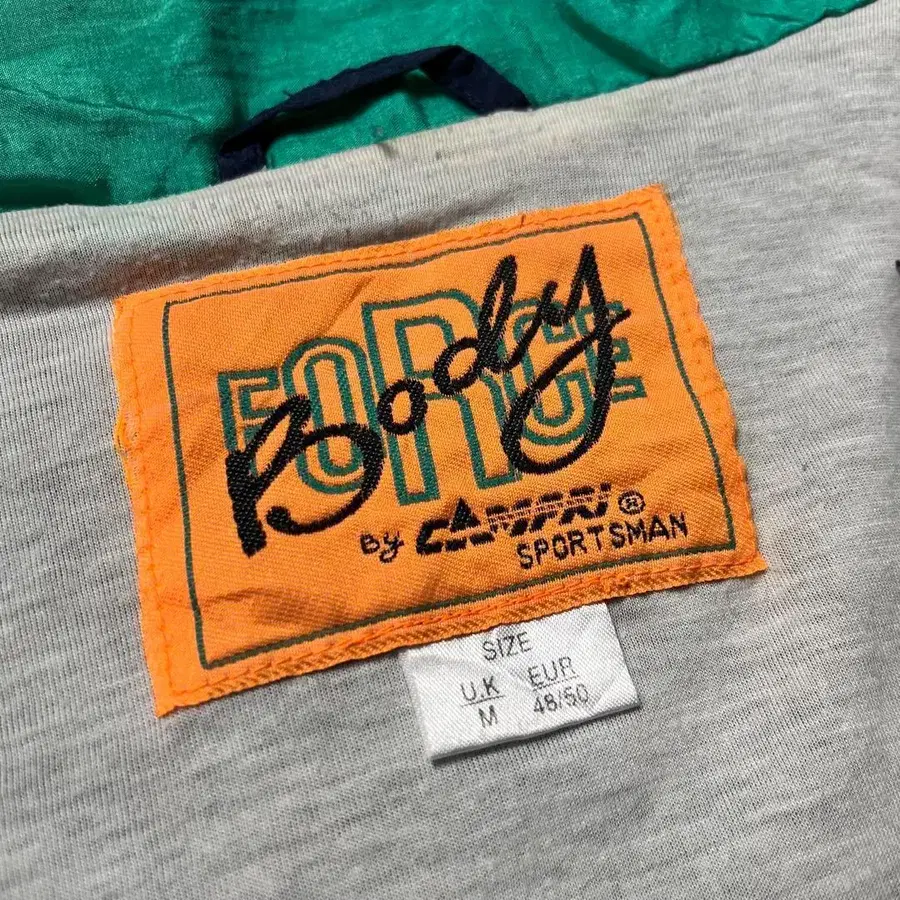 Body
FORCE
By CAMPRI ®
SPORTSMAN
SIZE
U.K EUR
M 48/50